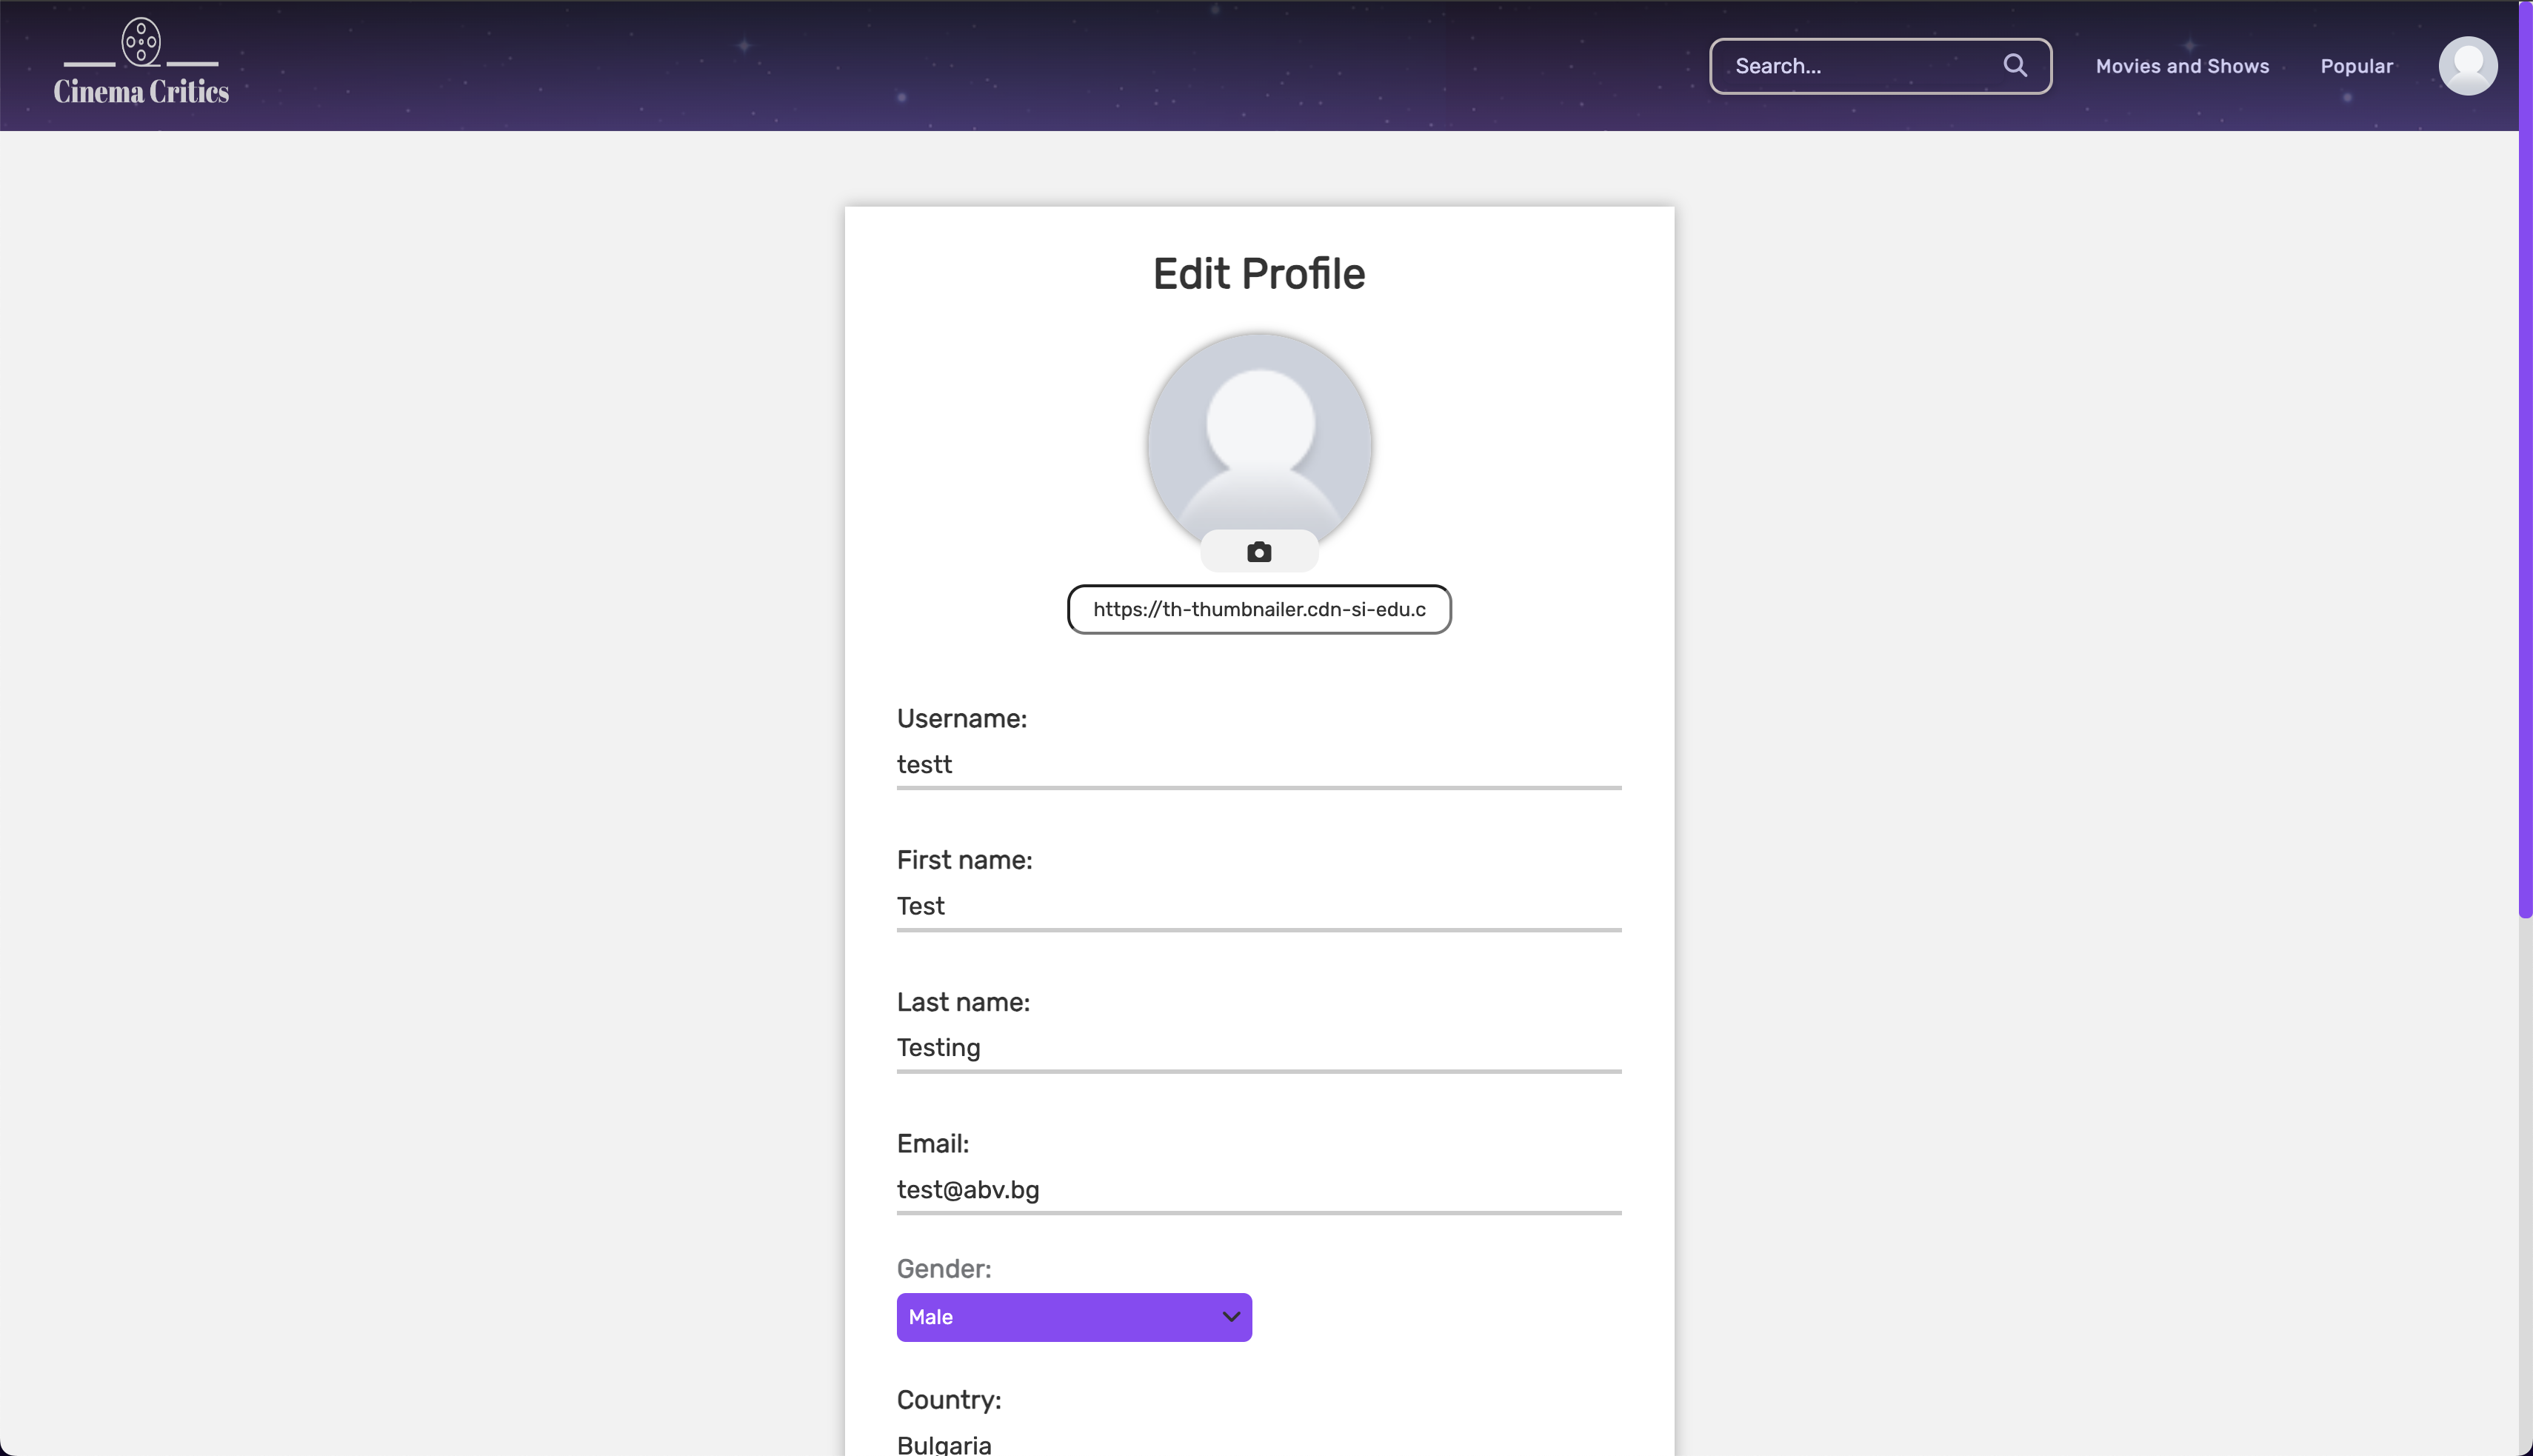 Cinema Critics
Search...
Movies and Shows
Popular
Edit Profile
https://th-thumbnailer.cdn-si-edu.c
Username:
testt
First name:
Test
Last name:
Testing
Email:
test@abv.bg
Gender:
Male
Country:
Bulgaria